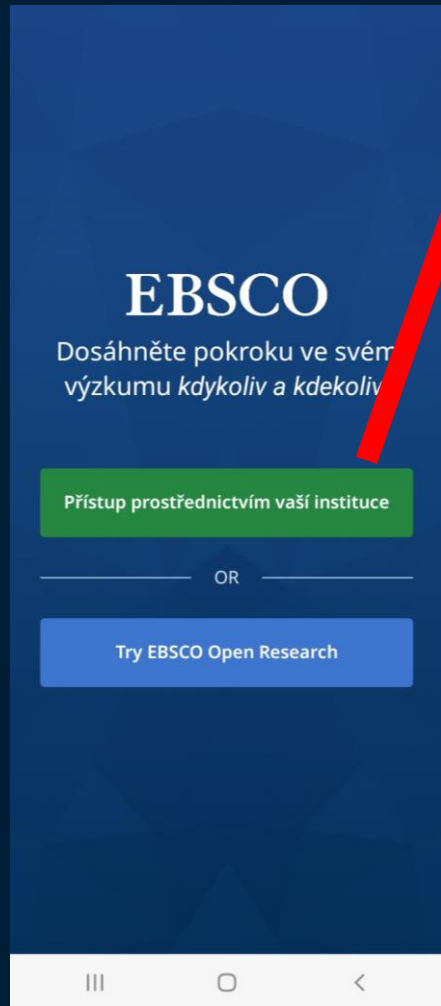 EBSCO
Dosáhněte pokroku ve svém
výzkumu kdykoliv a kdekoliv
Přístup prostřednictvím vaší instituce
OR
Try EBSCO Open Research